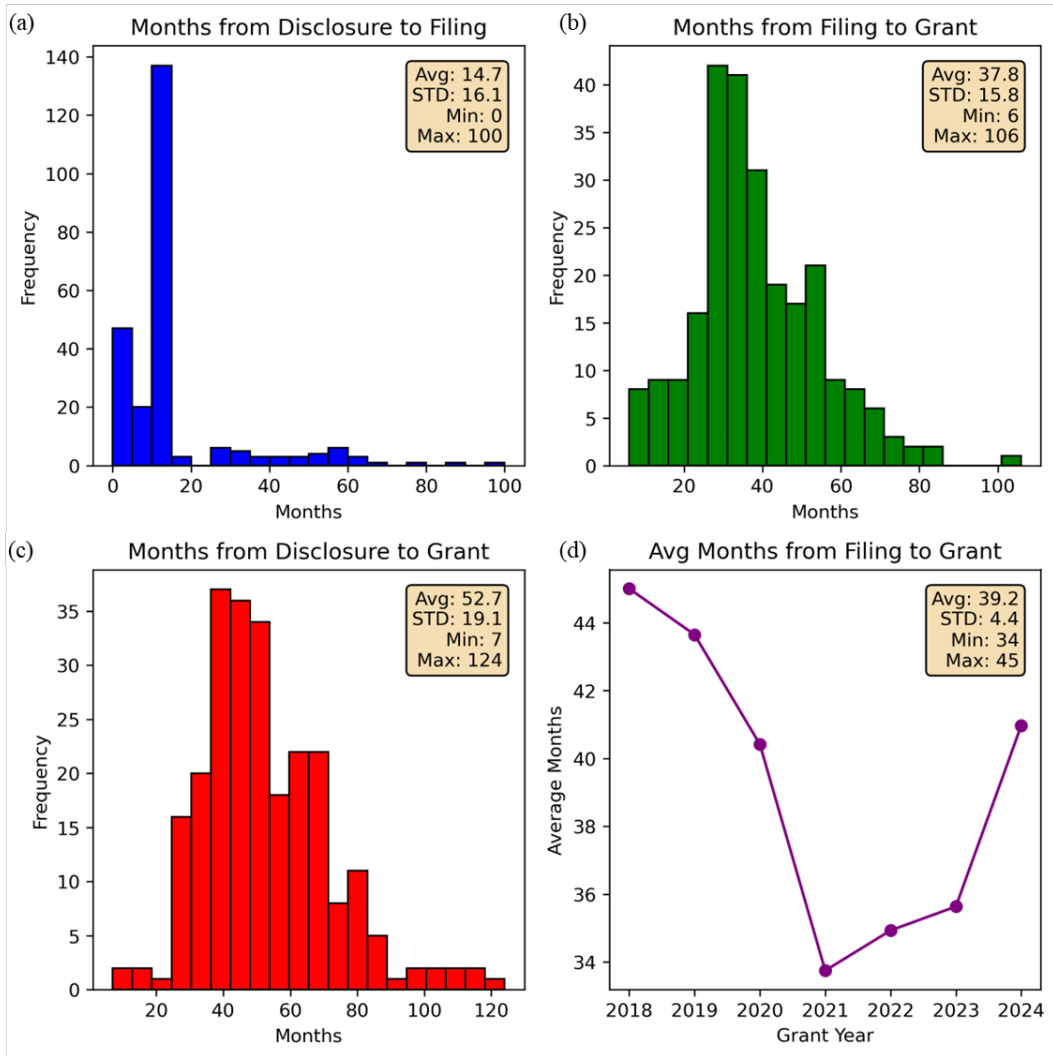 (a)
Months from Disclosure to Filing
140
120
100
80
60
40
20
0
Frequency
Avg: 14.7
STD: 16.1
Min: 0
Max: 100
0 20 40 60 80 100
Months
(b)
Months from Filing to Grant
40
35
30
25
20
15
10
5
0
Frequency
Avg: 37.8
STD: 15.8
Min: 6
Max: 106
20 40 60 80 100
Months
(c)
Months from Disclosure to Grant
35
30
25
20
15
10
5
0
Frequency
Avg: 52.7
STD: 19.1
Min: 7
Max: 124
20 40 60 80 100 120
Months
(d)
Avg Months from Filing to Grant
44
42
40
38
36
34
Average Months
Avg: 39.2
STD: 4.4
Min: 34
Max: 45
2018 2019 2020 2021 2022 2023 2024
Grant Year